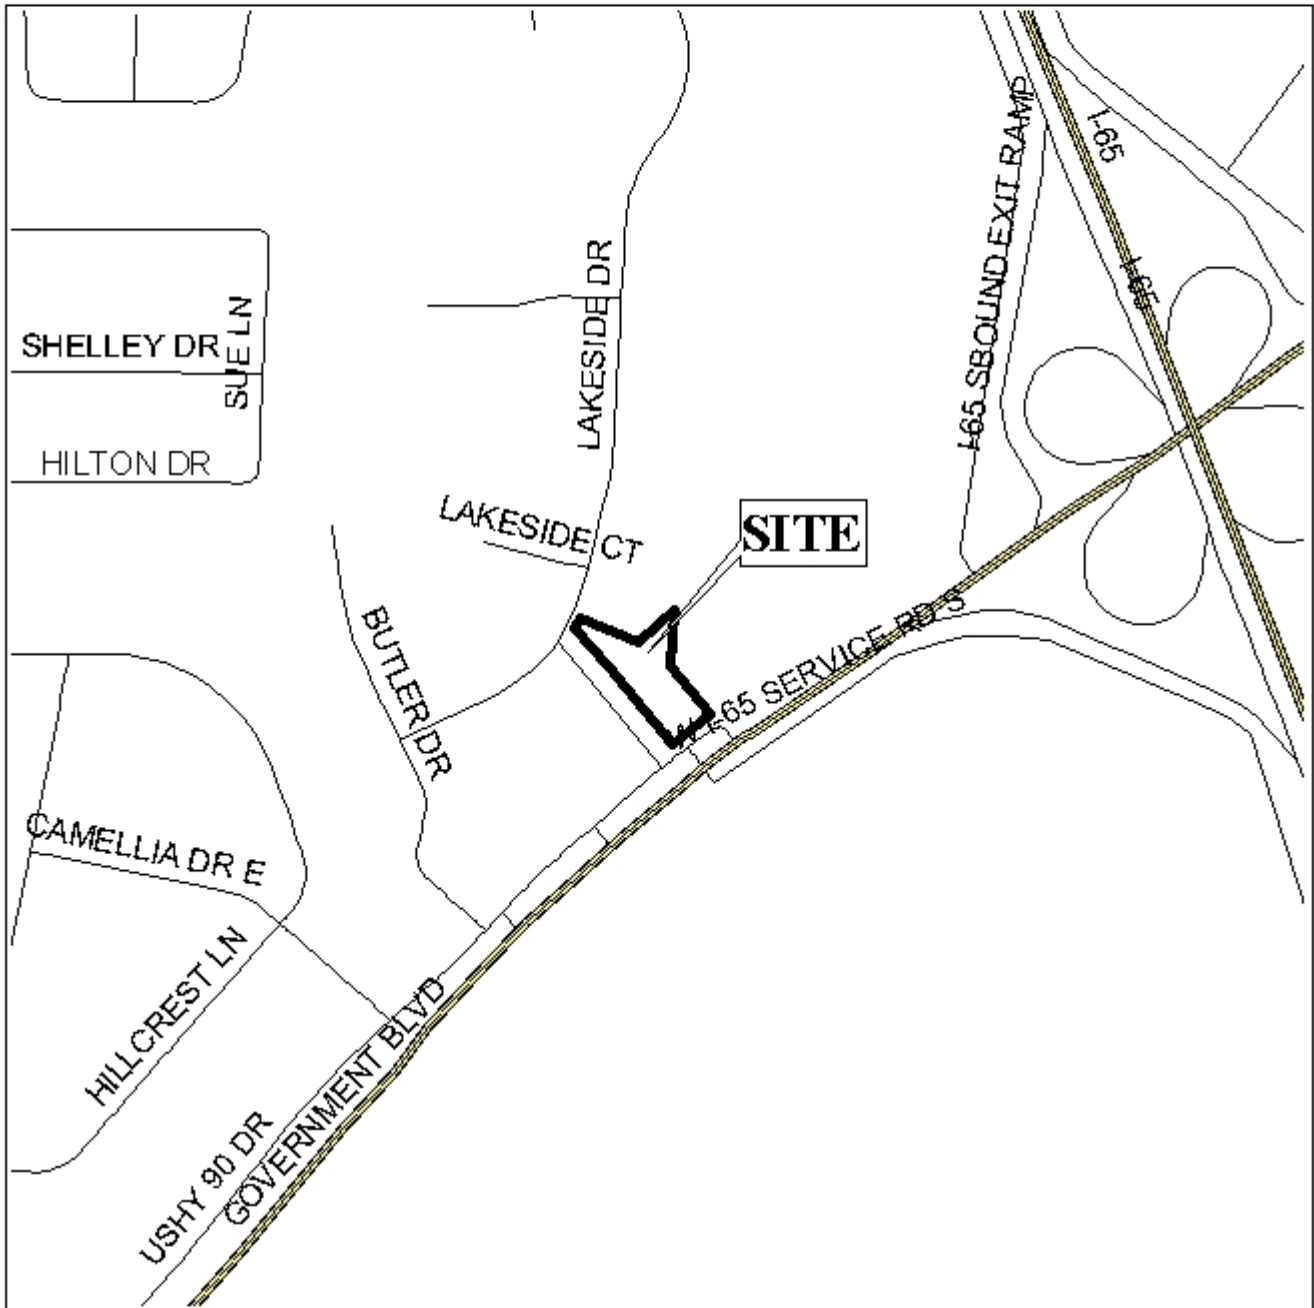 I-65
I-65 SBOUND EXIT RAMP
LAKESIDE DR
I-65
SUE LN
SHELLEY DR
HILTON DR
LAKESIDE CT
SITE
BUTLER DR
W I-65 SERVICE RD S
CAMELLIA DR E
HILLCREST LN
GOVERNMENT BLVD
USHY 90 DR